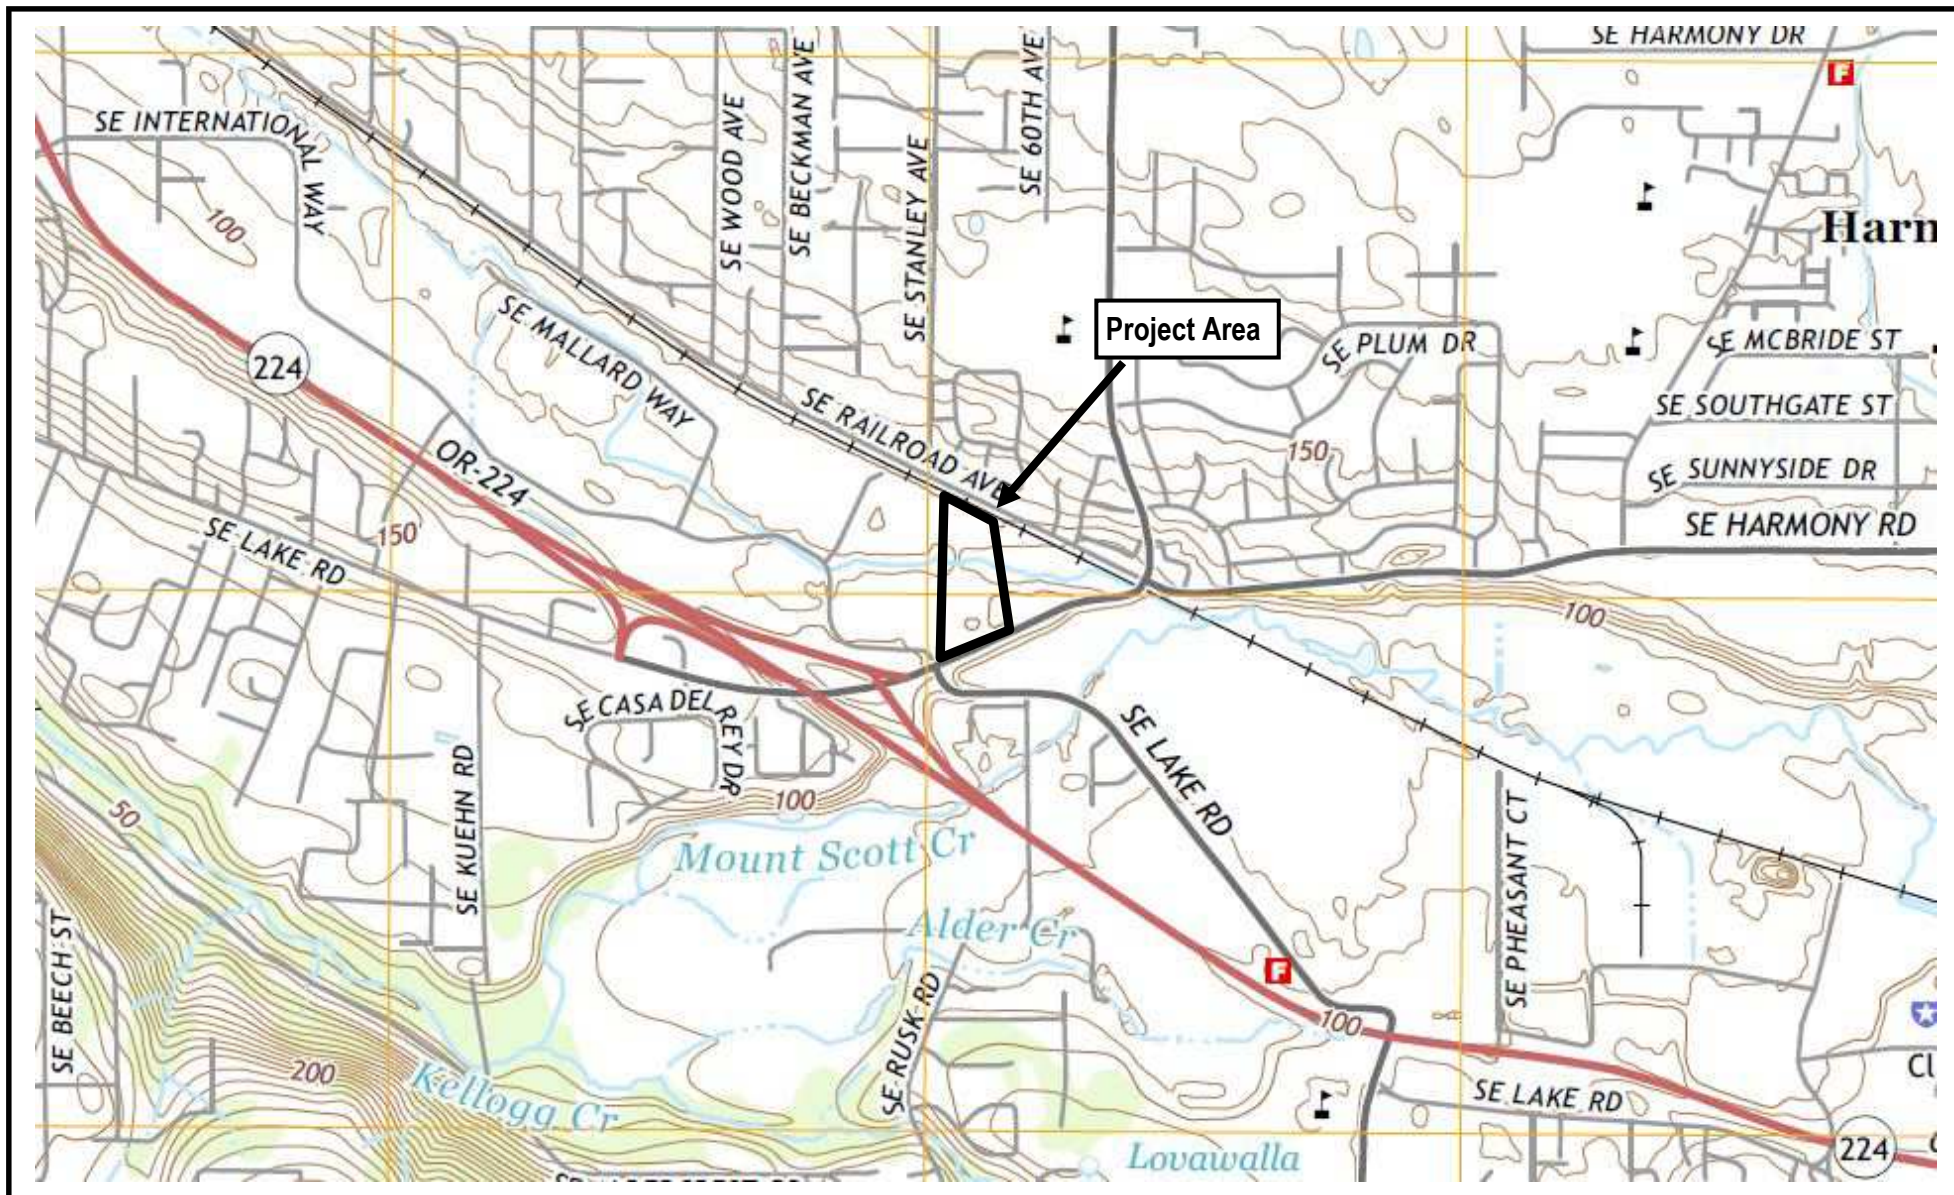 SE HARMONY DR
F
SE INTERNATIONAL WAY
SE WOOD AVE
SE BECKMAN AVE
SE STANLEY AVE
SE 60TH AVE
100
Harm
SE MALLARD WAY
Project Area
SE PLUM DR
SE MCBRIDE ST
224
SE RAILROAD AVE
SE SOUTHGATE ST
OR-224
150
SE SUNNYSIDE DR
SE LAKE RD
150
SE HARMONY RD
100
SE CASA DEL REY DR
SE LAKE RD
SE KUEHN RD
50
100
Mount Scott Cr
SE PHEASANT CT
Alder Cr
SE BEECH ST
SE RUSK RD
F
100
200
Kellogg Cr
Cl
SE LAKE RD
224
Lovawalla